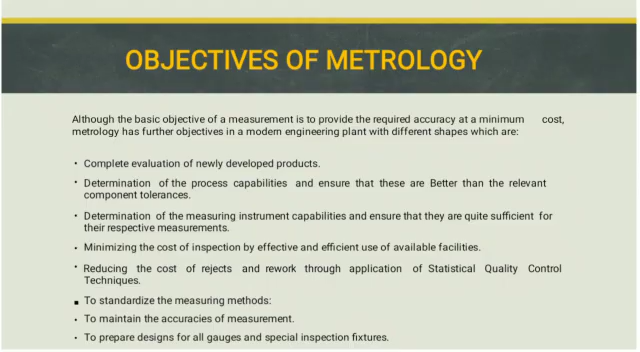 OBJECTIVES OF METROLOGY
Although the basic objective of a measurement is to provide the required accuracy at a minimum cost,
metrology has further objectives in a modern engineering plant with different shapes which are:
• Complete evaluation of newly developed products.
• Determination of the process capabilities and ensure that these are Better than the relevant
component tolerances.
• Determination of the measuring instrument capabilities and ensure that they are quite sufficient for
their respective measurements.
• Minimizing the cost of inspection by effective and efficient use of available facilities.
• Reducing the cost of rejects and rework through application of Statistical Quality Control
Techniques.
▪ To standardize the measuring methods:
• To maintain the accuracies of measurement.
• To prepare designs for all gauges and special inspection fixtures.